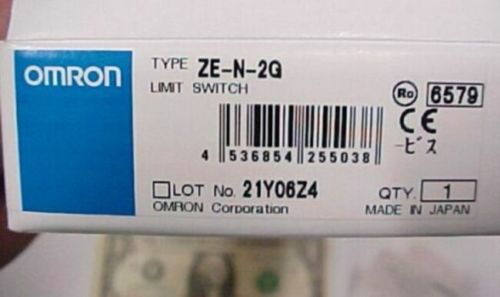 OMRON
TYPE ZE-N-2G
LIMIT SWITCH
Ro 6579
CE
-ビス
4 536854 255038
LOT No. 21Y06Z4
QTY. 1
OMRON Corporation
MADE IN JAPAN